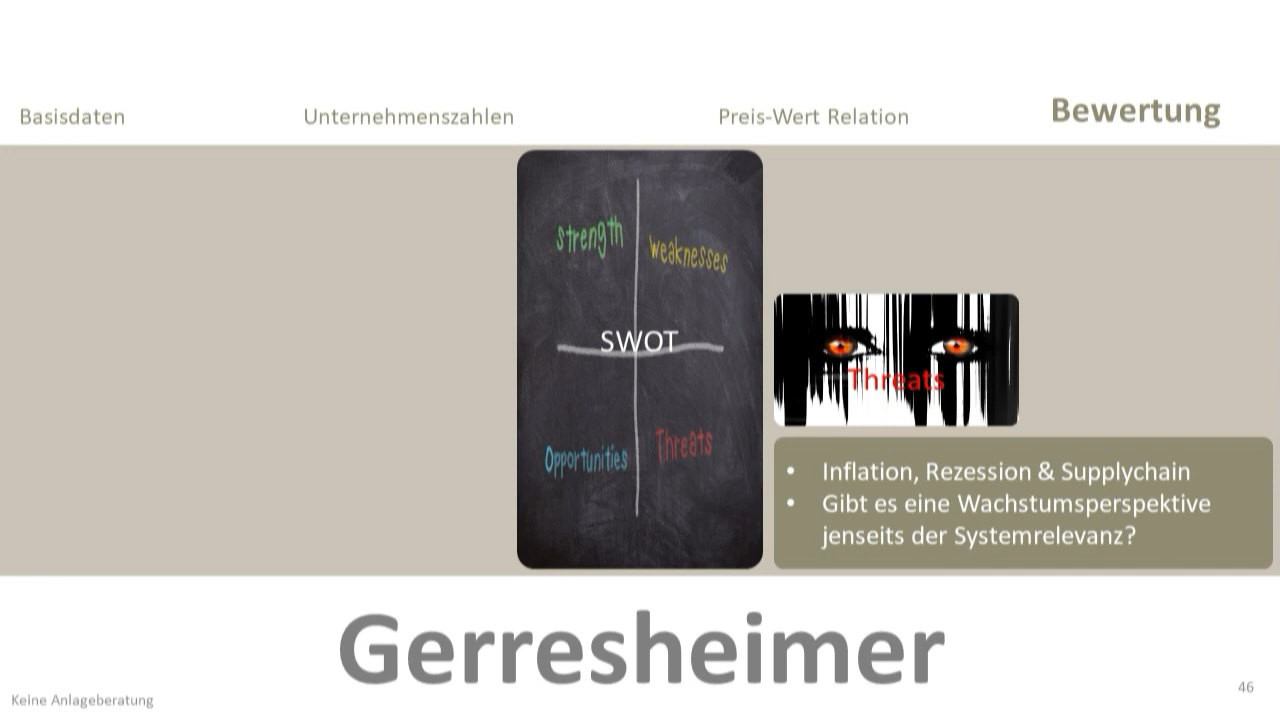 Basisdaten
Unternehmenszahlen
Preis-Wert Relation
Bewertung
strength
weaknesses
SWOT
Opportunities
Threats
Threats
• Inflation, Rezession & Supplychain
• Gibt es eine Wachstumsperspektive
jenseits der Systemrelevanz?
Gerresheimer
Keine Anlageberatung
46